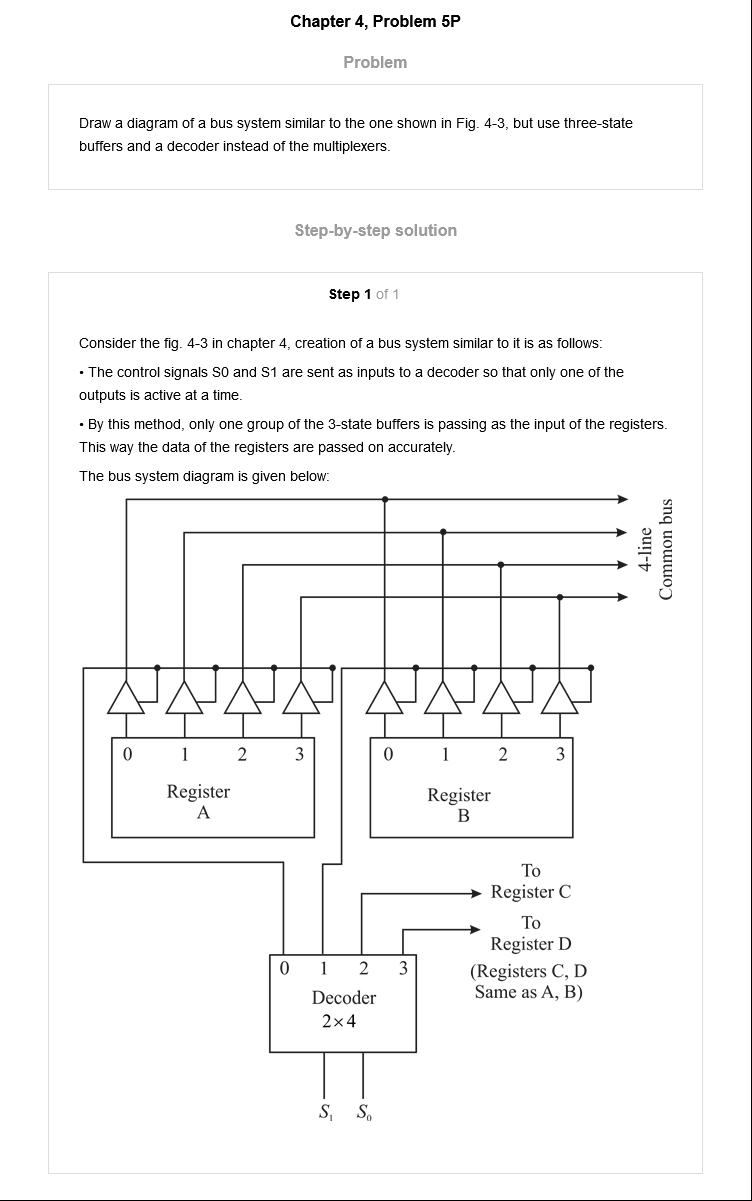 Chapter 4, Problem 5P
Problem
Draw a diagram of a bus system similar to the one shown in Fig. 4-3, but use three-state
buffers and a decoder instead of the multiplexers.
Step-by-step solution
Step 1 of 1
Consider the fig. 4-3 in chapter 4, creation of a bus system similar to it is as follows:
• The control signals S0 and S1 are sent as inputs to a decoder so that only one of the
outputs is active at a time.
• By this method, only one group of the 3-state buffers is passing as the input of the registers.
This way the data of the registers are passed on accurately.
The bus system diagram is given below:
4-line
Common bus
0 1 2 3
Register
A
0 1 2 3
Register
B
To
Register C
To
Register D
(Registers C, D
Same as A, B)
0 1 2 3
Decoder
2×4
S₁ S₀